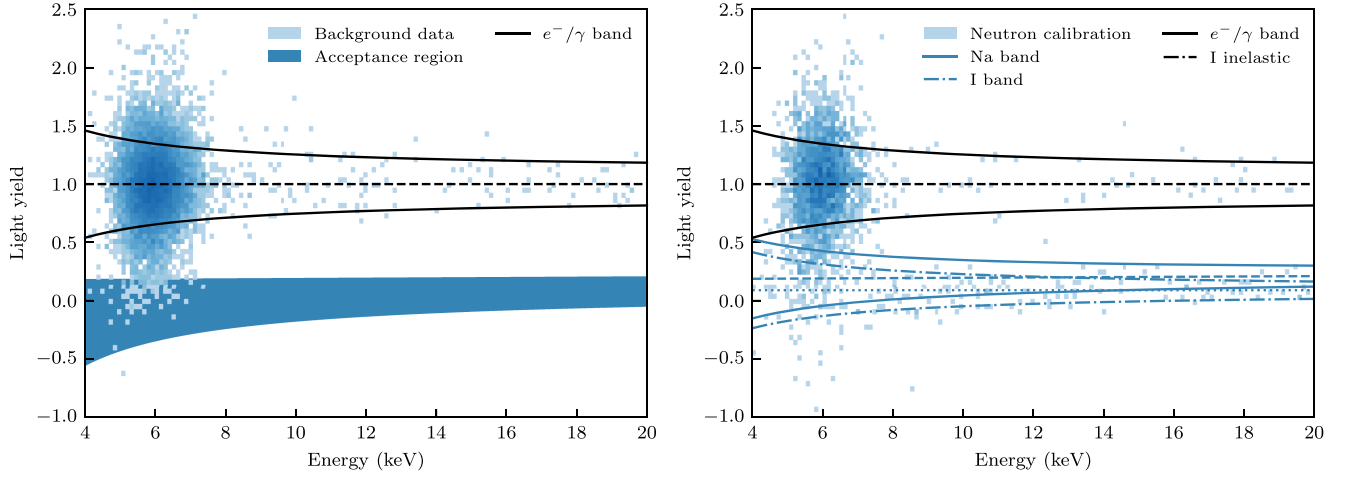 2.5
2.0
1.5
1.0
0.5
0.0
−0.5
−1.0
Light yield
Background data
Acceptance region
e⁻/γ band
4 6 8 10 12 14 16 18 20
Energy (keV)
2.5
2.0
1.5
1.0
0.5
0.0
−0.5
−1.0
Light yield
Neutron calibration
Na band
I band
e⁻/γ band
I inelastic
4 6 8 10 12 14 16 18 20
Energy (keV)